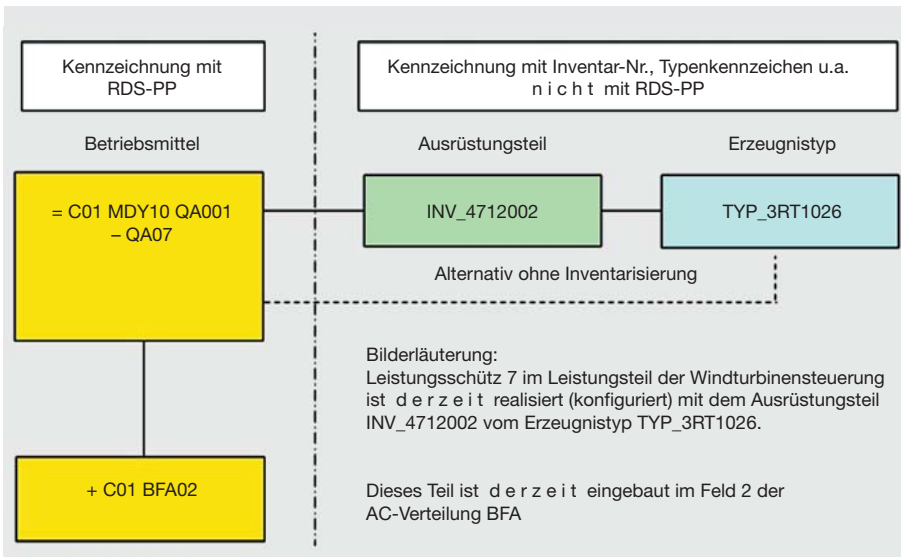 Kennzeichnung mit
RDS-PP
Kennzeichnung mit Inventar-Nr., Typenkennzeichen u.a.
n i c h t mit RDS-PP
Betriebsmittel
Ausrüstungsteil
Erzeugnistyp
= C01 MDY10 QA001
– QA07
INV_4712002
TYP_3RT1026
Alternativ ohne Inventarisierung
Bilderläuterung:
Leistungsschütz 7 im Leistungsteil der Windturbinensteuerung
ist d e r z e i t realisiert (konfiguriert) mit dem Ausrüstungsteil
INV_4712002 vom Erzeugnistyp TYP_3RT1026.
+ C01 BFA02
Dieses Teil ist d e r z e i t eingebaut im Feld 2 der
AC-Verteilung BFA